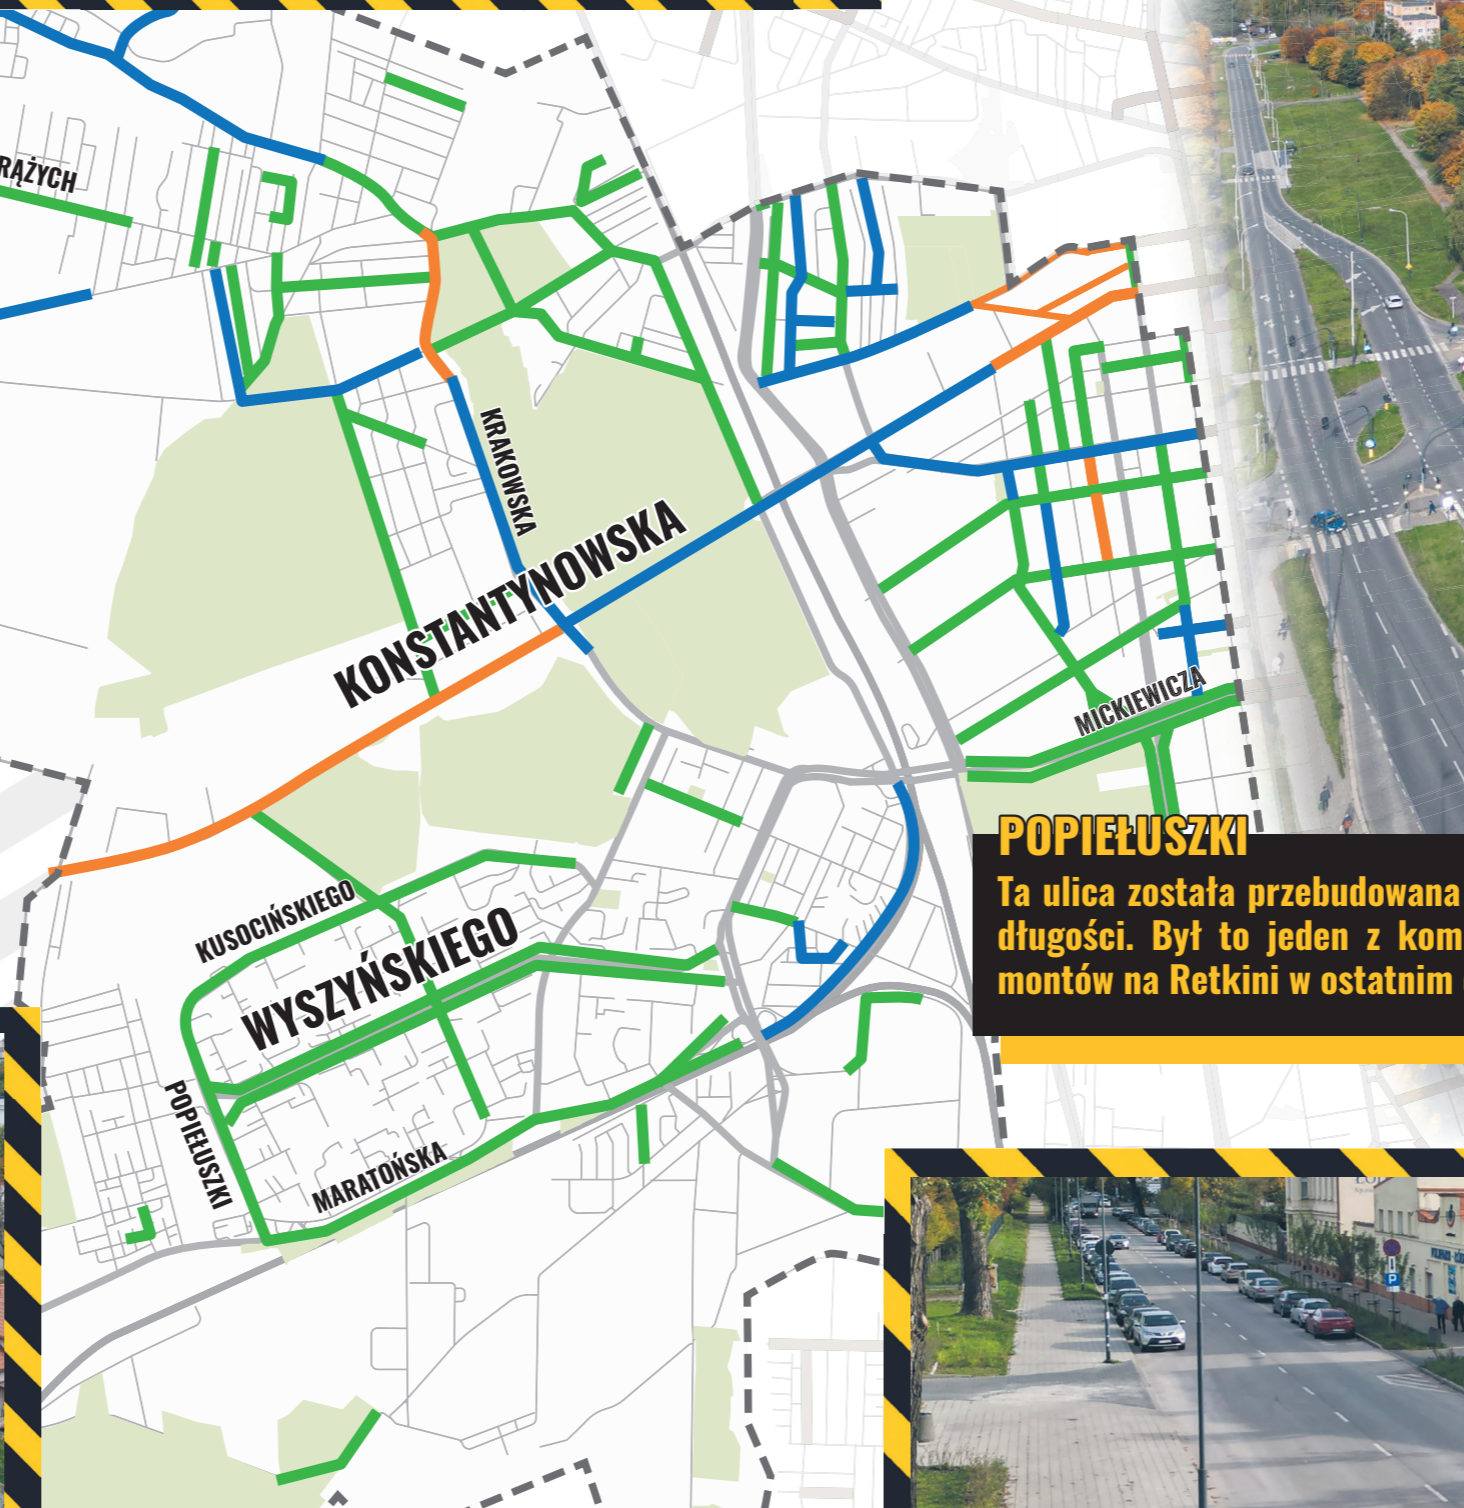 RĄŻYCH
KRAKOWSKA
KONSTANTYNOWSKA
MICKIEWICZA
POPIEŁUSZKI
Ta ulica została przebudowana
długości. Był to jeden z kom
montów na Retkini w ostatnim
KUSOCIŃSKIEGO
WYSZYŃSKIEGO
POPIEŁUSZKI
MARATOŃSKA
P